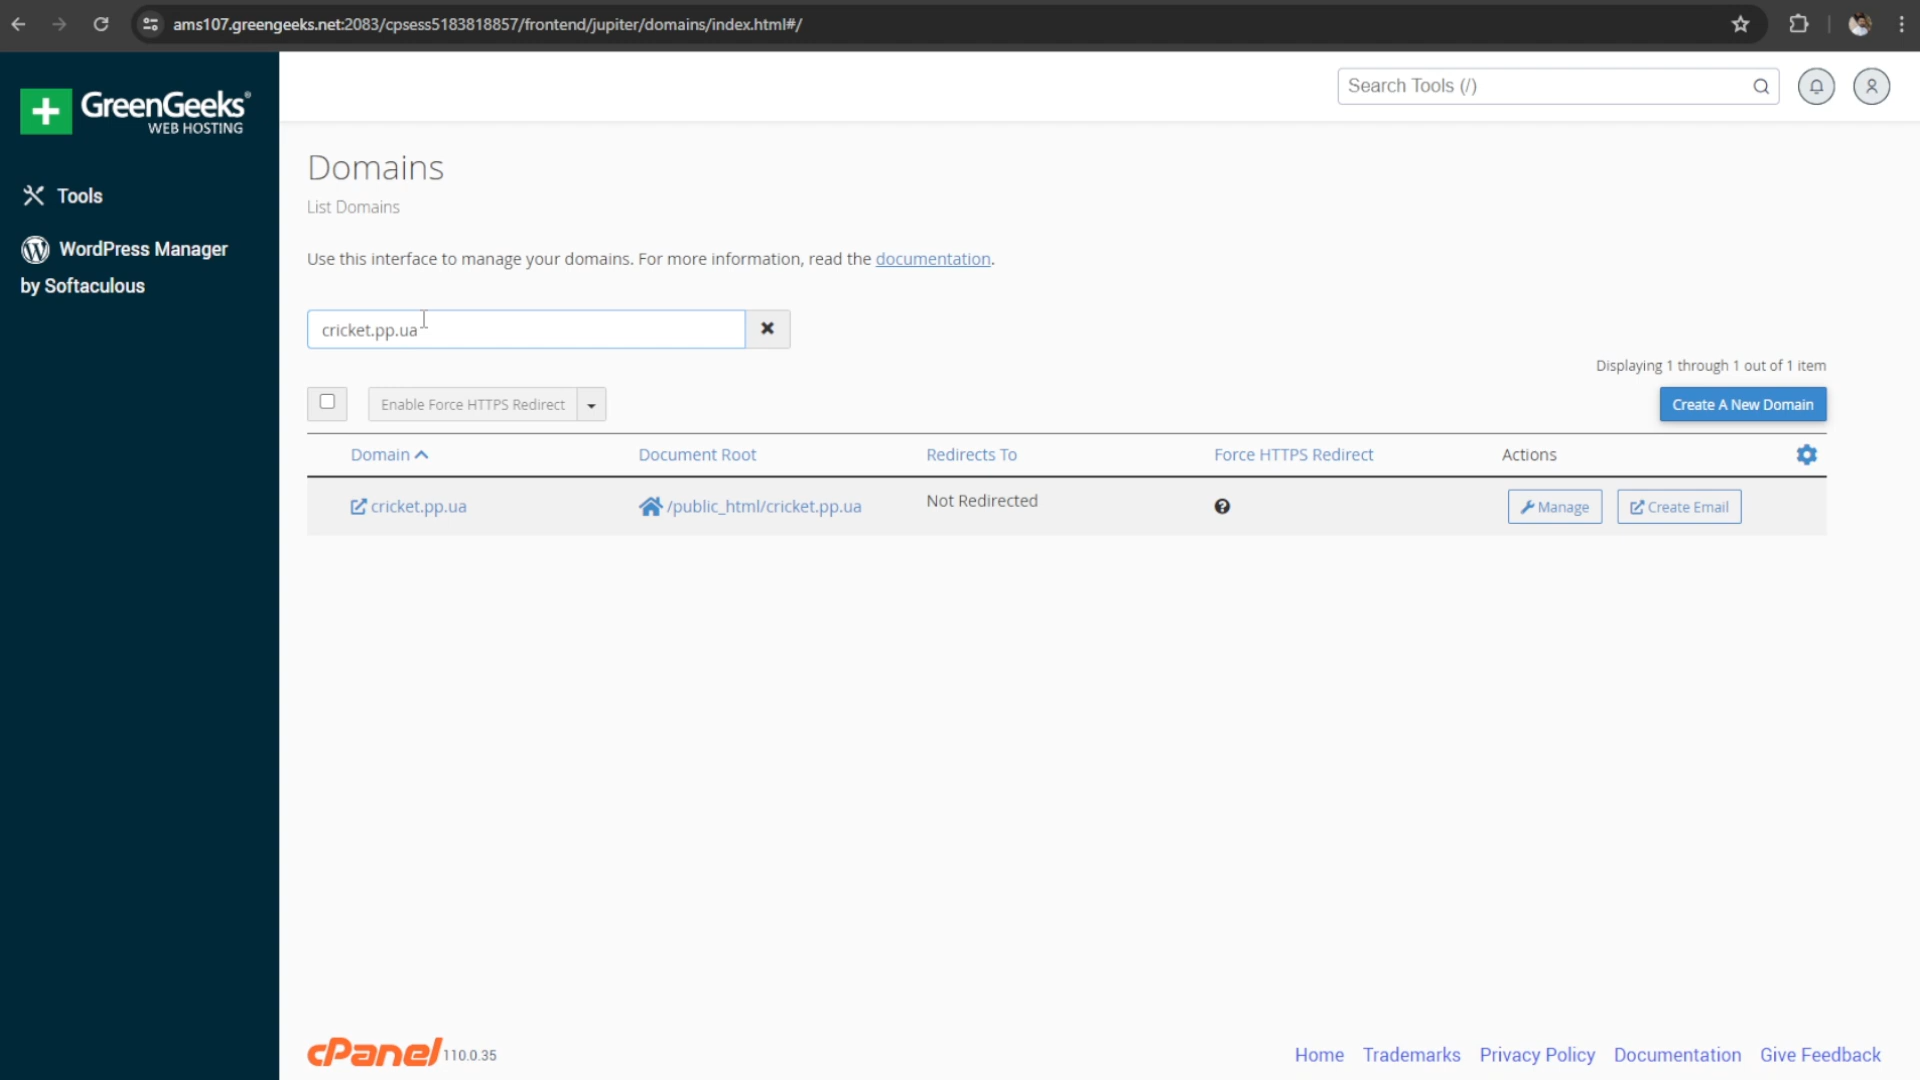 ams107.greengeeks.net:2083/cpsess5183818857/frontend/jupiter/domains/index.html#/
GreenGeeks®
WEB HOSTING
Tools
WordPress Manager
by Softaculous
Search Tools (/)
Domains
List Domains
Use this interface to manage your domains. For more information, read the documentation.
cricket.pp.ua
Displaying 1 through 1 out of 1 item
Enable Force HTTPS Redirect
Create A New Domain
Domain Document Root Redirects To Force HTTPS Redirect Actions
cricket.pp.ua /public_html/cricket.pp.ua Not Redirected Manage Create Email
cPanel 110.0.35
Home Trademarks Privacy Policy Documentation Give Feedback